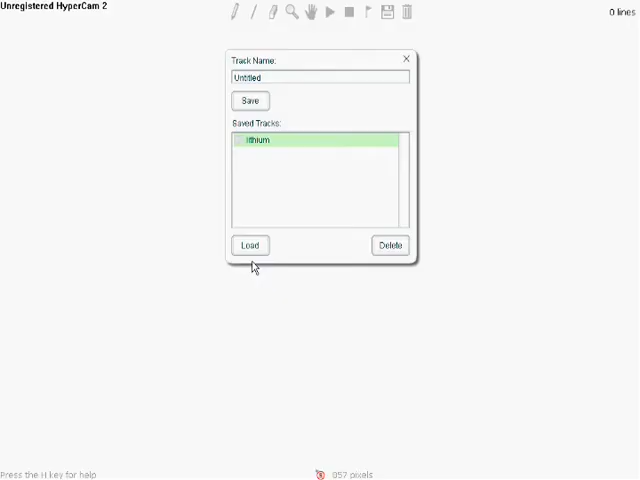 Unregistered HyperCam 2
0 lines
Track Name:
Untitled
Save
Saved Tracks:
lithium
Load
Delete
Press the H key for help
857 pixels